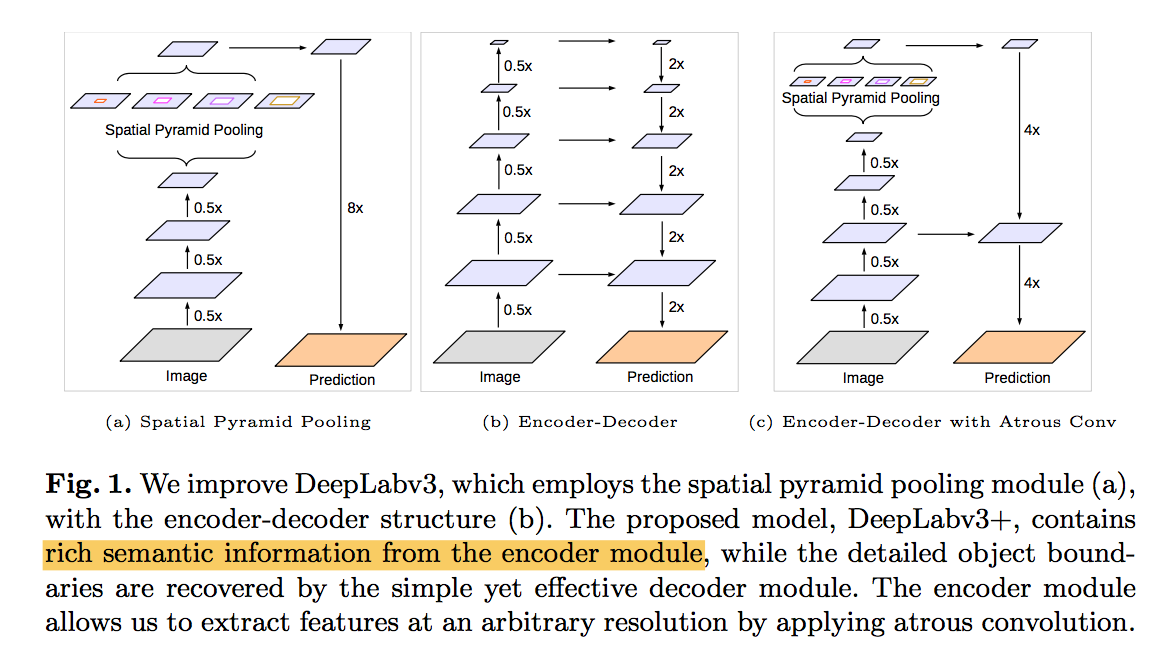 Spatial Pyramid Pooling
0.5x
0.5x
0.5x
8x
Image
Prediction
(a) Spatial Pyramid Pooling
0.5x
0.5x
0.5x
0.5x
0.5x
2x
2x
2x
2x
2x
Image
Prediction
(b) Encoder-Decoder
Spatial Pyramid Pooling
0.5x
0.5x
0.5x
0.5x
4x
4x
Image
Prediction
(c) Encoder-Decoder with Atrous Conv
Fig. 1. We improve DeepLabv3, which employs the spatial pyramid pooling module (a),
with the encoder-decoder structure (b). The proposed model, DeepLabv3+, contains
rich semantic information from the encoder module, while the detailed object bound-
aries are recovered by the simple yet effective decoder module. The encoder module
allows us to extract features at an arbitrary resolution by applying atrous convolution.